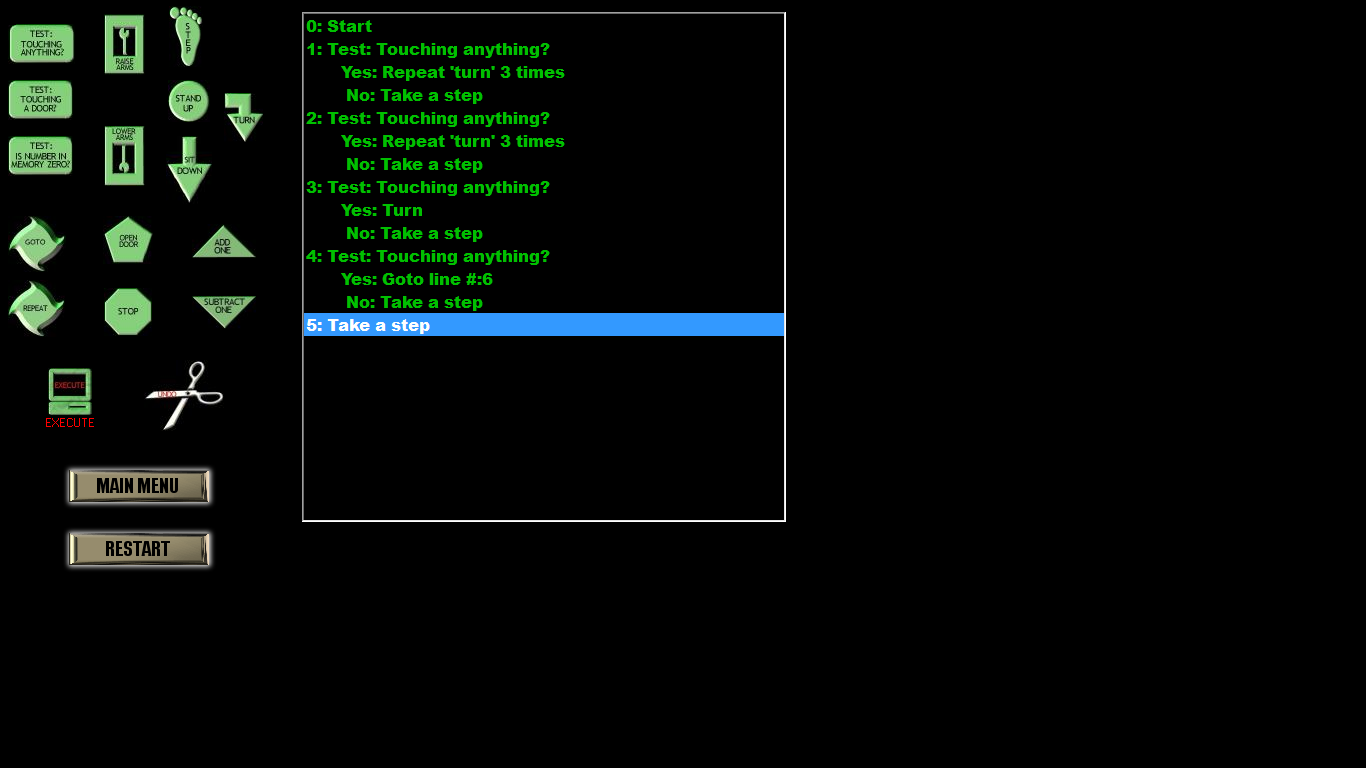 TEST:
TOUCHING
ANYTHING?
RAISE
ARMS
STEP
TEST:
TOUCHING
A DOOR?
STAND
UP
TURN
TEST:
IS NUMBER IN
MEMORY ZERO?
LOWER
ARMS
SIT
DOWN
GOTO
OPEN
DOOR
ADD
ONE
REPEAT
STOP
SUBTRACT
ONE
EXECUTE
EXECUTE
UNDO
MAIN MENU
RESTART
0: Start
1: Test: Touching anything?
Yes: Repeat 'turn' 3 times
No: Take a step
2: Test: Touching anything?
Yes: Repeat 'turn' 3 times
No: Take a step
3: Test: Touching anything?
Yes: Turn
No: Take a step
4: Test: Touching anything?
Yes: Goto line #:6
No: Take a step
5: Take a step